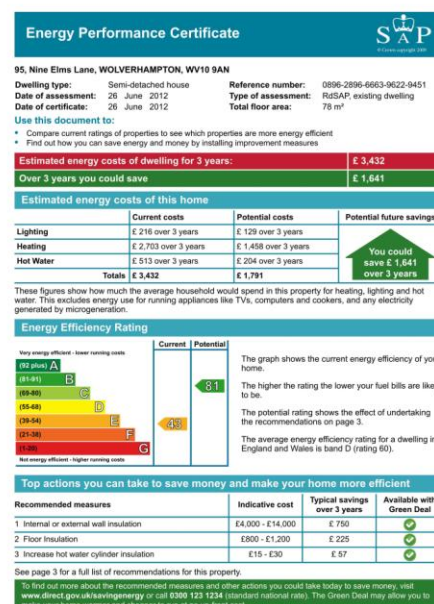 Energy Performance Certificate
SAP
© Crown copyright 2009
95, Nine Elms Lane, WOLVERHAMPTON, WV10 9AN
Dwelling type: Semi-detached house Reference number: 0896-2896-6663-9622-9451
Date of assessment: 26 June 2012 Type of assessment: RdSAP, existing dwelling
Date of certificate: 26 June 2012 Total floor area: 78 m²
Use this document to:
• Compare current ratings of properties to see which properties are more energy efficient
• Find out how you can save energy and money by installing improvement measures
Estimated energy costs of dwelling for 3 years: £ 3,432
Over 3 years you could save £ 1,641
Estimated energy costs of this home
Current costs Potential costs Potential future savings
Lighting £ 216 over 3 years £ 129 over 3 years
Heating £ 2,703 over 3 years £ 1,458 over 3 years
Hot Water £ 513 over 3 years £ 204 over 3 years
Totals £ 3,432 £ 1,791
You could
save £ 1,641
over 3 years
These figures show how much the average household would spend in this property for heating, lighting and hot
water. This excludes energy use for running appliances like TVs, computers and cookers, and any electricity
generated by microgeneration.
Energy Efficiency Rating
Current Potential
Very energy efficient - lower running costs
(92 plus) A
(81-91) B
(69-80) C
(55-68) D
(39-54) E
(21-38) F
(1-20) G
Not energy efficient - higher running costs
43
81
The graph shows the current energy efficiency of you
home.
The higher the rating the lower your fuel bills are like
to be.
The potential rating shows the effect of undertaking
the recommendations on page 3.
The average energy efficiency rating for a dwelling in
England and Wales is band D (rating 60).
Top actions you can take to save money and make your home more efficient
Recommended measures Indicative cost Typical savings over 3 years Available with Green Deal
1 Internal or external wall insulation £4,000 - £14,000 £ 750
2 Floor Insulation £800 - £1,200 £ 225
3 Increase hot water cylinder insulation £15 - £30 £ 57
See page 3 for a full list of recommendations for this property.
To find out more about the recommended measures and other actions you could take today to save money, visit
www.direct.gov.uk/savingenergy or call 0300 123 1234 (standard national rate). The Green Deal may allow you to